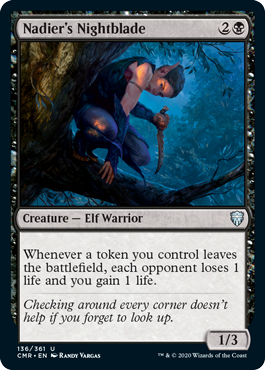 Nadier's Nightblade 2
Creature — Elf Warrior
Whenever a token you control leaves
the battlefield, each opponent loses 1
life and you gain 1 life.
Checking around every corner doesn't
help if you forget to look up.
1/3
136/361 U
CMR • EN RANDY VARGAS
™ & © 2020 Wizards of the Coast